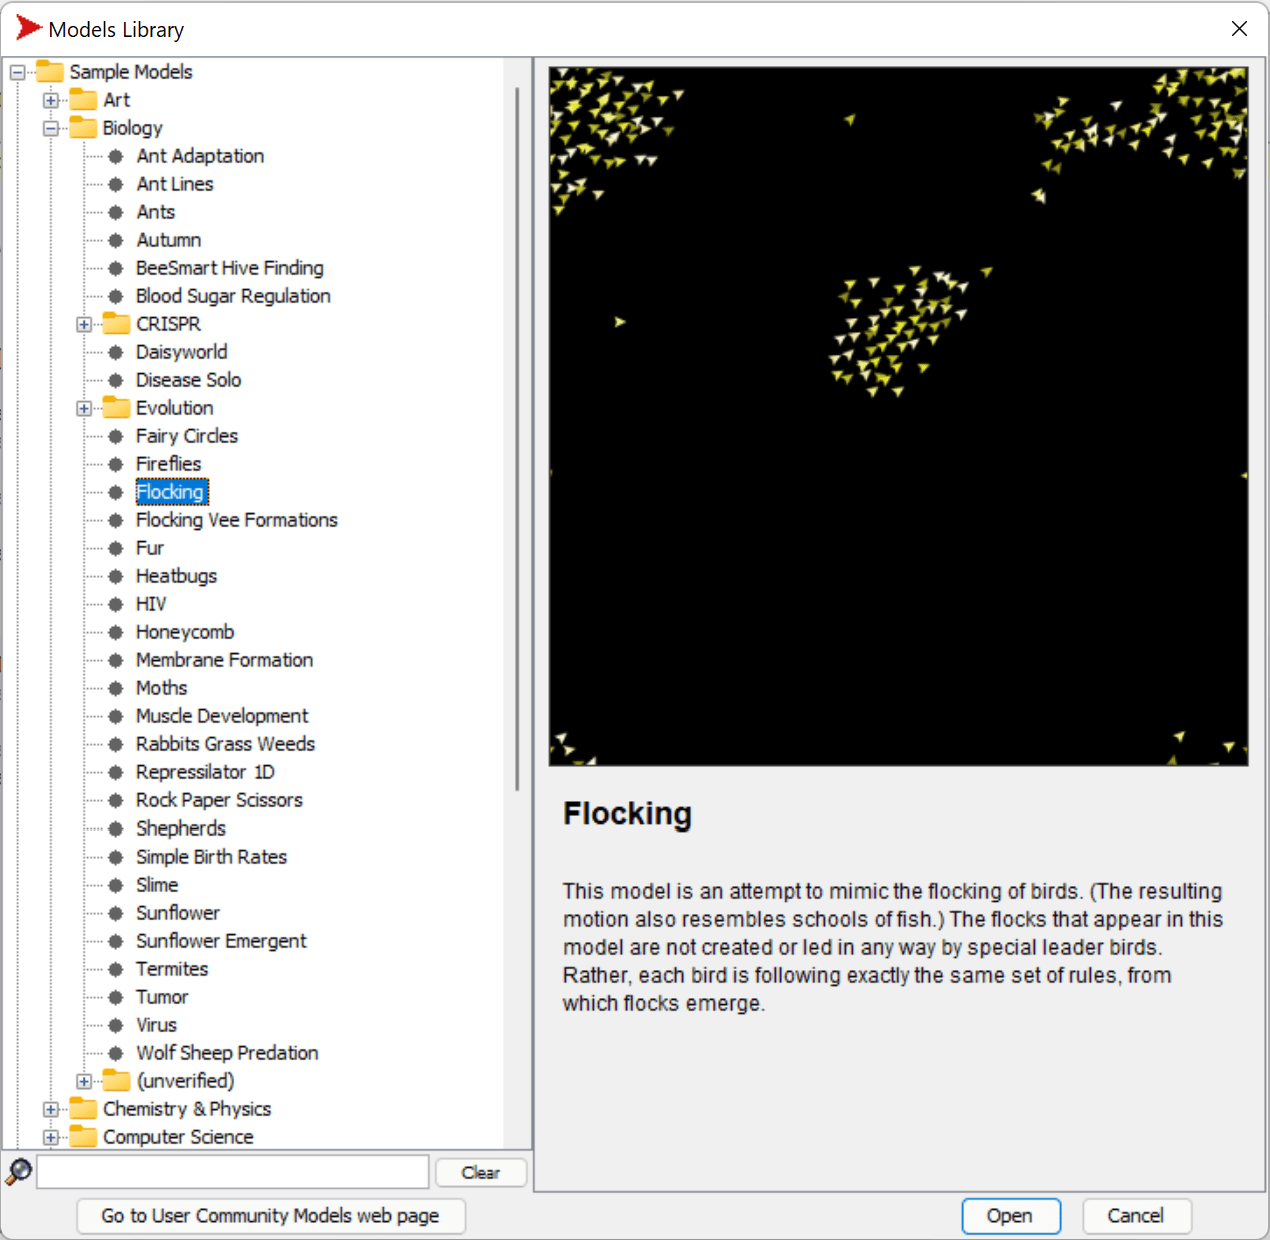 Models Library
Sample Models
Art
Biology
Ant Adaptation
Ant Lines
Ants
Autumn
BeeSmart Hive Finding
Blood Sugar Regulation
CRISPR
Daisyworld
Disease Solo
Evolution
Fairy Circles
Fireflies
Flocking
Flocking Vee Formations
Fur
Heatbugs
HIV
Honeycomb
Membrane Formation
Moths
Muscle Development
Rabbits Grass Weeds
Repressilator 1D
Rock Paper Scissors
Shepherds
Simple Birth Rates
Slime
Sunflower
Sunflower Emergent
Termites
Tumor
Virus
Wolf Sheep Predation
(unverified)
Chemistry & Physics
Computer Science
Clear
Go to User Community Models web page
Flocking
This model is an attempt to mimic the flocking of birds. (The resulting
motion also resembles schools of fish.) The flocks that appear in this
model are not created or led in any way by special leader birds.
Rather, each bird is following exactly the same set of rules, from
which flocks emerge.
Open
Cancel